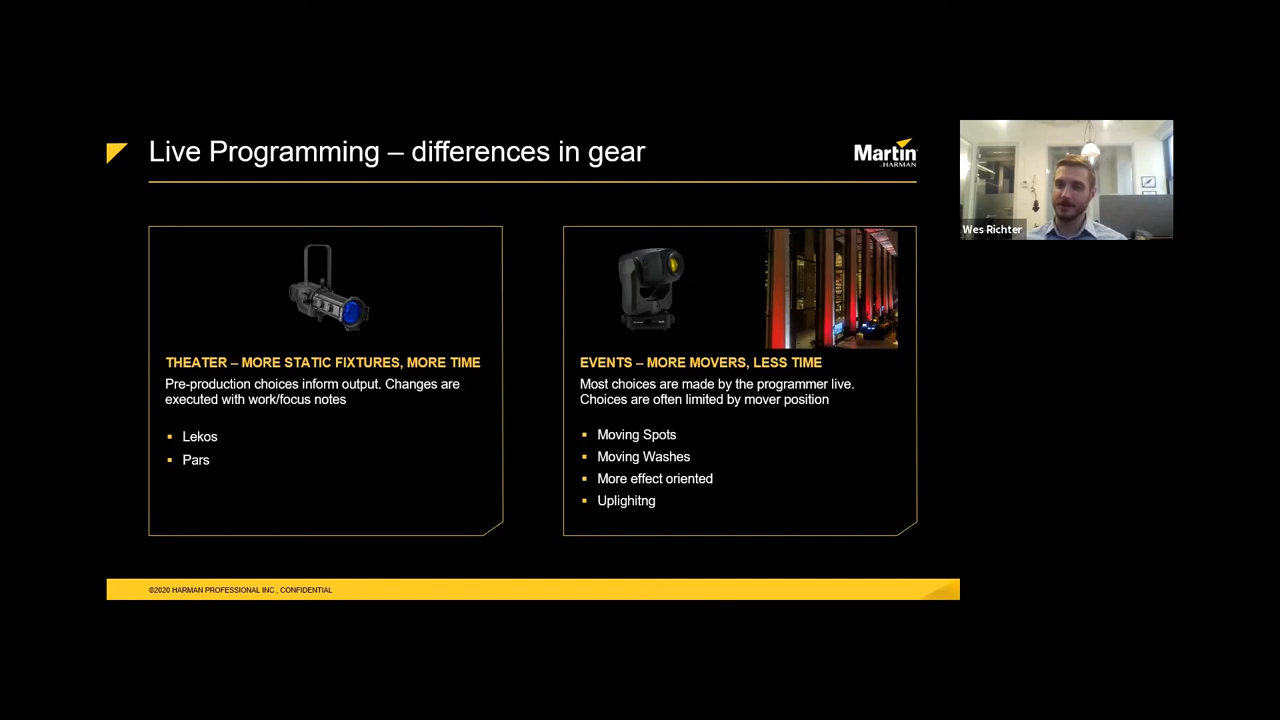 Live Programming – differences in gear
Martin
by HARMAN
Wes Richter
THEATER – MORE STATIC FIXTURES, MORE TIME
Pre-production choices inform output. Changes are
executed with work/focus notes
▪ Lekos
▪ Pars
EVENTS – MORE MOVERS, LESS TIME
Most choices are made by the programmer live.
Choices are often limited by mover position
▪ Moving Spots
▪ Moving Washes
▪ More effect oriented
▪ Uplighitng
©2020 HARMAN PROFESSIONAL INC., CONFIDENTIAL